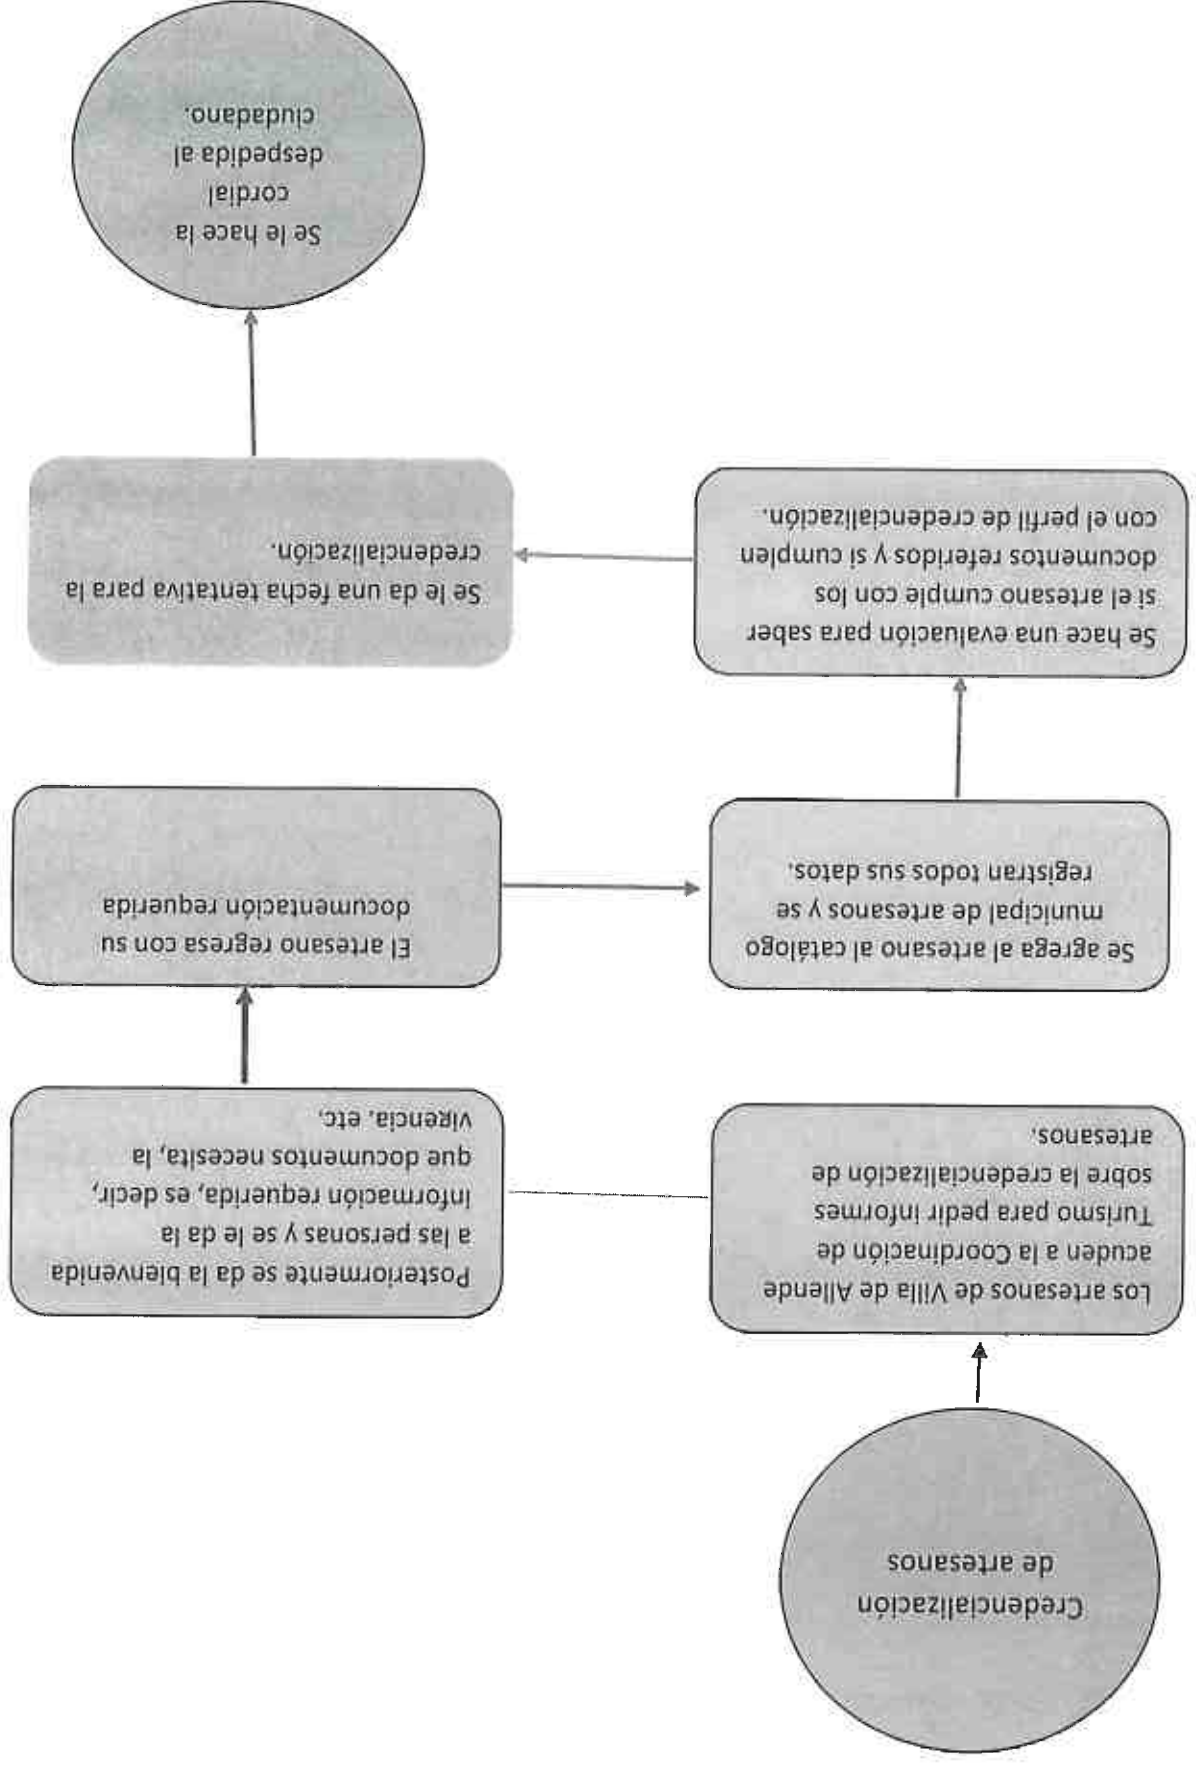 Credencialización
de artesanos
Los artesanos de Villa de Allende
acuden a la Coordinación de
Turismo para pedir informes
sobre la credencialización de
artesanos.
Posteriormente se da la bienvenida
a las personas y se le da la
información requerida, es decir,
que documentos necesita, la
vigencia, etc.
El artesano regresa con su
documentación requerida
Se agrega al artesano al catálogo
municipal de artesanos y se
registran todos sus datos.
Se hace una evaluación para saber
si el artesano cumple con los
documentos referidos y si cumplen
con el perfil de credencialización.
Se le da una fecha tentativa para la
credencialización.
Se le hace la
cordial
despedida al
ciudadano.